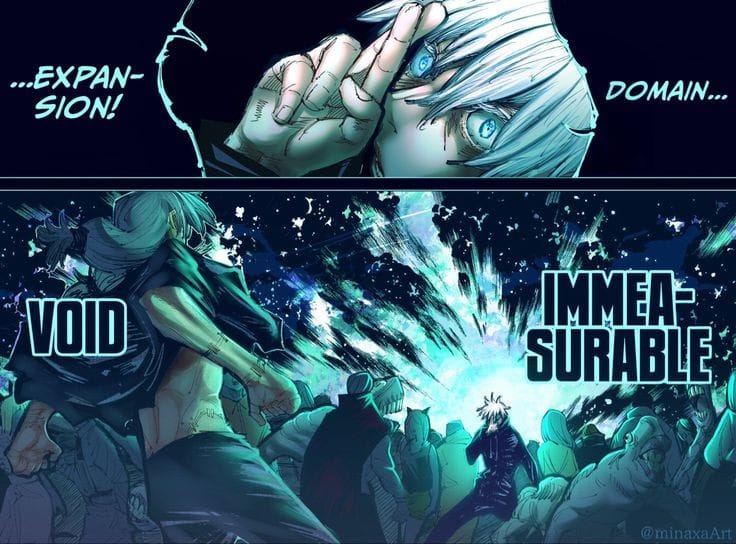 DOMAIN...
...EXPAN-
SION!
IMMEA-
SURABLE
VOID
@minaxaArt